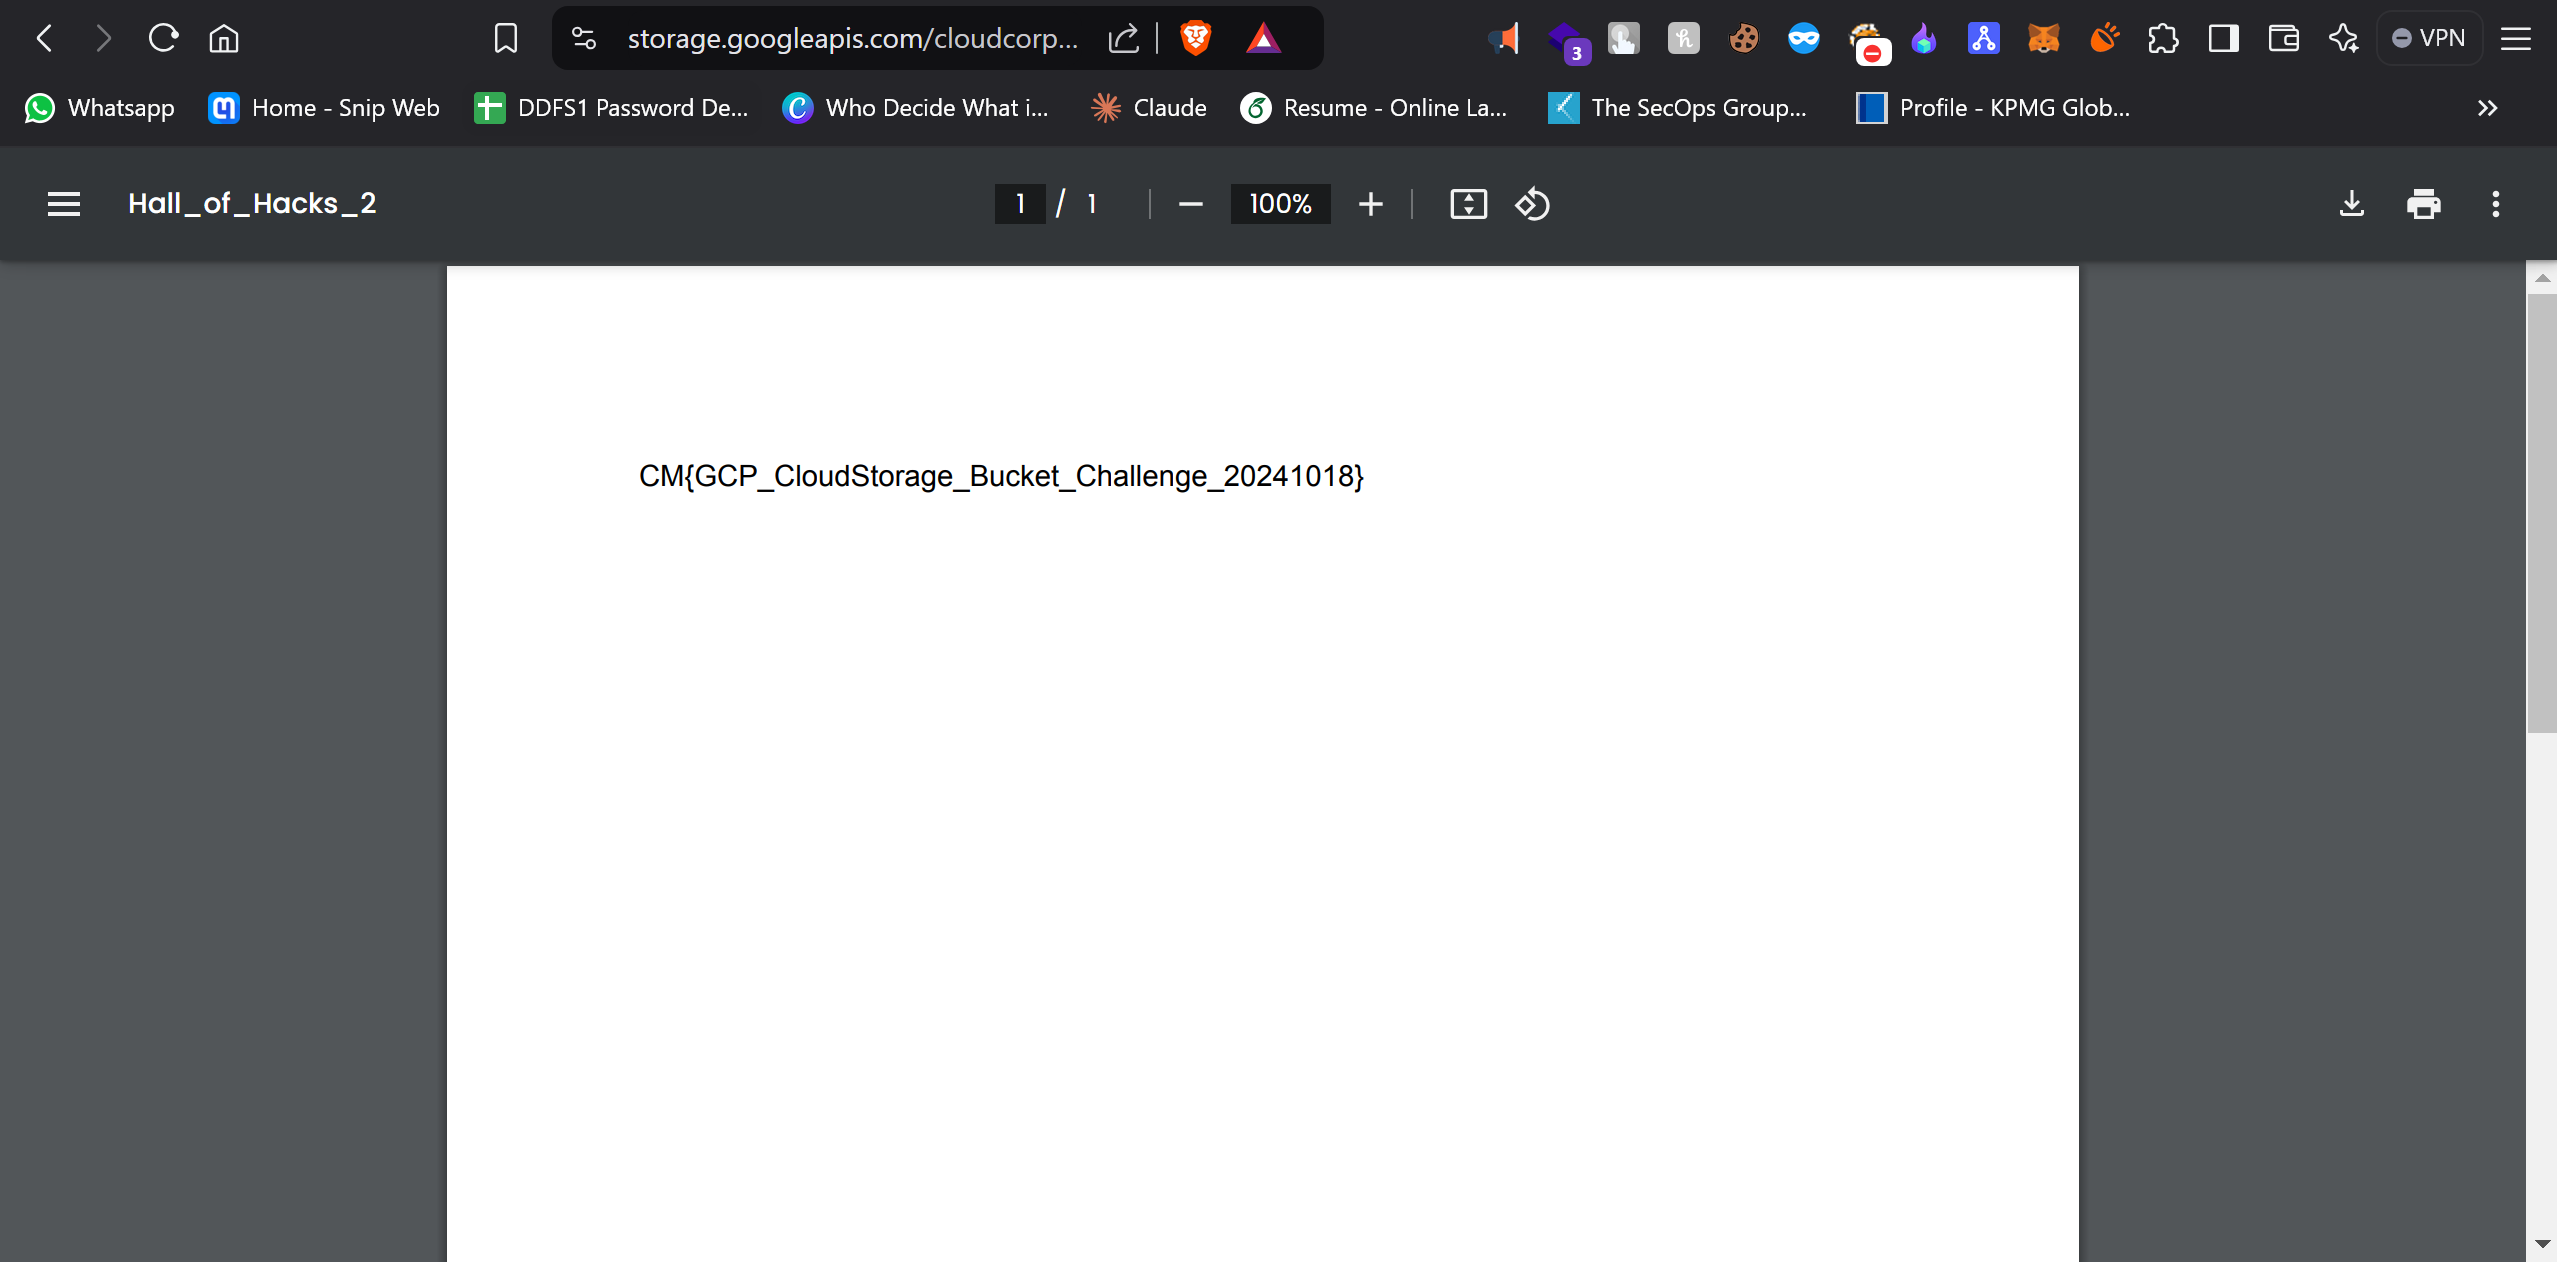 storage.googleapis.com/cloudcorp...
3
VPN
Whatsapp
Home - Snip Web
DDFS1 Password De...
Who Decide What i...
Claude
Resume - Online La...
The SecOps Group...
Profile - KPMG Glob...
Hall_of_Hacks_2
1 / 1
100%
CM{GCP_CloudStorage_Bucket_Challenge_20241018}